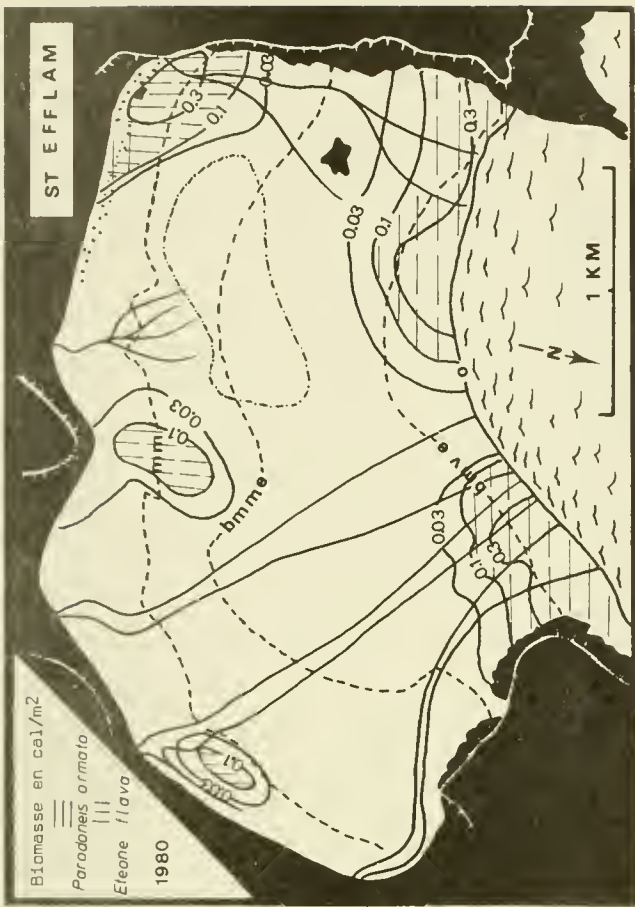 ST EFFLAM
Biomasse en cal/m²
Paradoneis armata
Eteone flava
1980
0.3
0.1
0.03
0.03
0.1
mm
bmme
0.1
0.03
0.03
0.1
0.3
0.03
0.1
0.3
bmve
o
N
1 KM